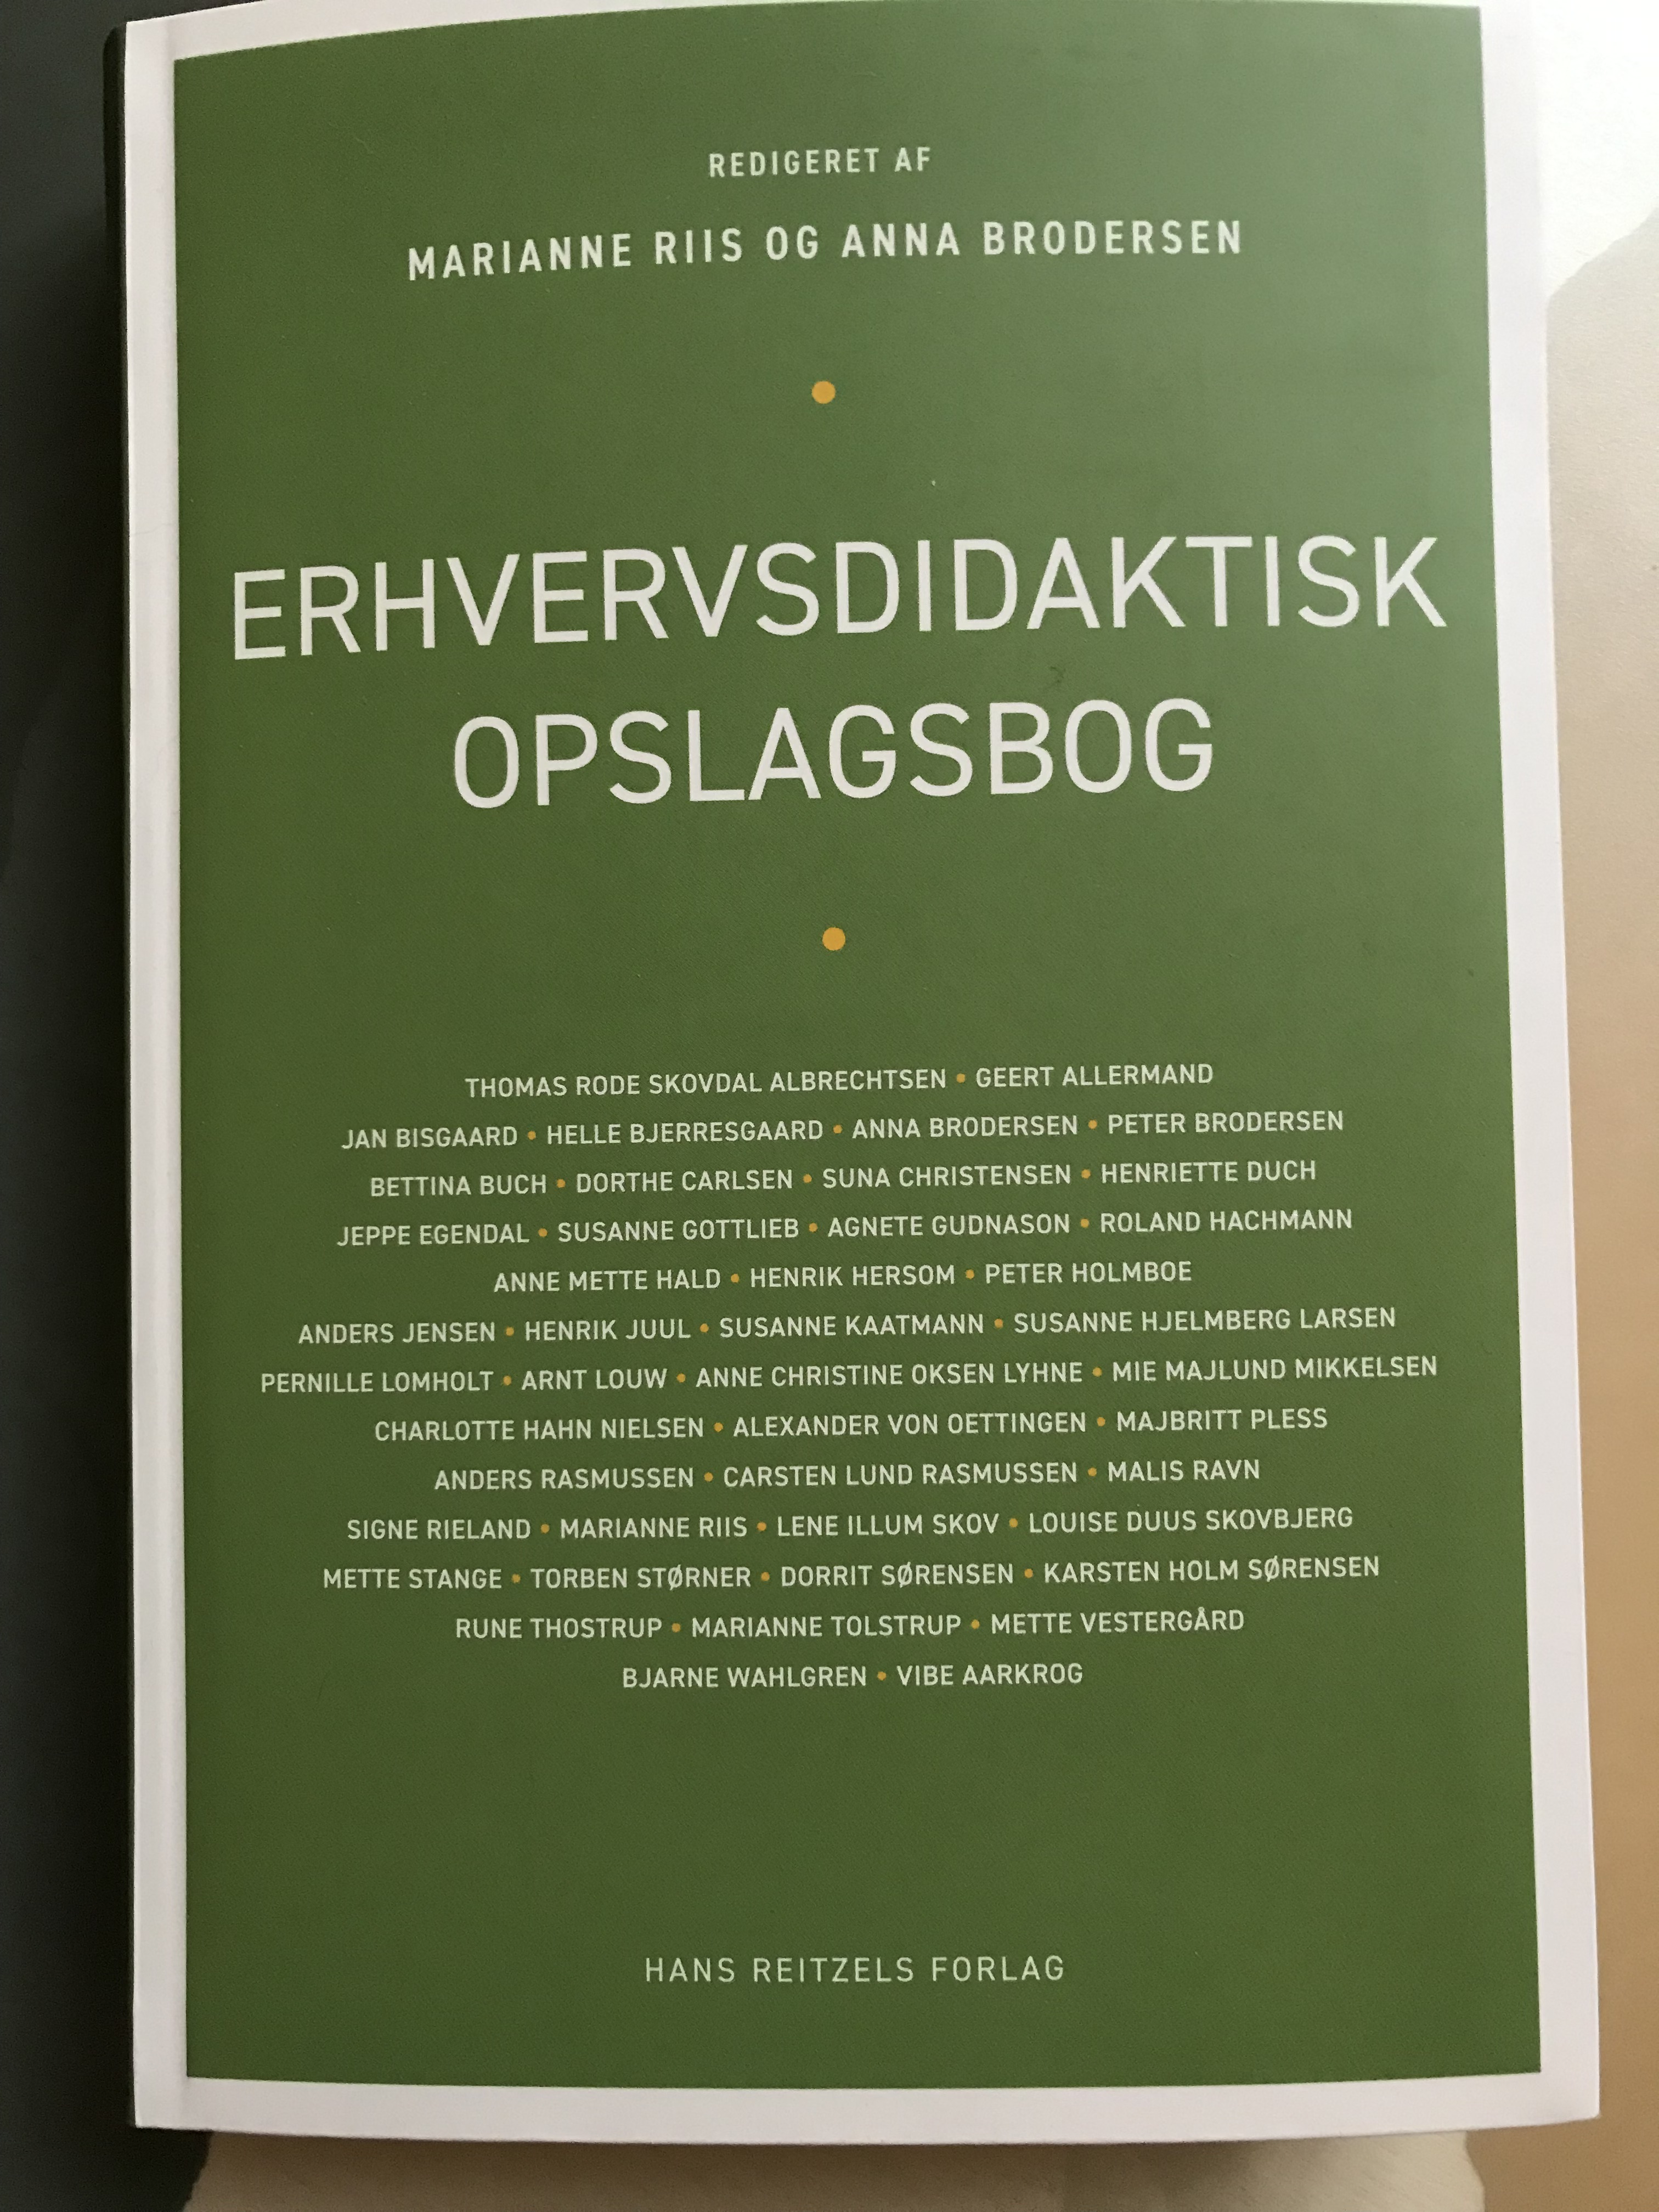 REDIGERET AF
MARIANNE RIIS OG ANNA BRODERSEN
ERHVERVSDIDAKTISK
OPSLAGSBOG
THOMAS RODE SKOVDAL ALBRECHTSEN • GEERT ALLERMAND
JAN BISGAARD • HELLE BJERRESGAARD • ANNA BRODERSEN • PETER BRODERSEN
BETTINA BUCH • DORTHE CARLSEN • SUNA CHRISTENSEN • HENRIETTE DUCH
JEPPE EGENDAL • SUSANNE GOTTLIEB • AGNETE GUDNASON • ROLAND HACHMANN
ANNE METTE HALD • HENRIK HERSOM • PETER HOLMBOE
ANDERS JENSEN • HENRIK JUUL • SUSANNE KAATMANN • SUSANNE HJELMBERG LARSEN
PERNILLE LOMHOLT • ARNT LOUW • ANNE CHRISTINE OKSEN LYHNE • MIE MAJLUND MIKKELSEN
CHARLOTTE HAHN NIELSEN • ALEXANDER VON OETTINGEN • MAJBRITT PLESS
ANDERS RASMUSSEN • CARSTEN LUND RASMUSSEN • MALIS RAVN
SIGNE RIELAND • MARIANNE RIIS • LENE ILLUM SKOV • LOUISE DUUS SKOVBJERG
METTE STANGE • TORBEN STØRNER • DORRIT SØRENSEN • KARSTEN HOLM SØRENSEN
RUNE THOSTRUP • MARIANNE TOLSTRUP • METTE VESTERGÅRD
BJARNE WAHLGREN • VIBE AARKROG
HANS REITZELS FORLAG